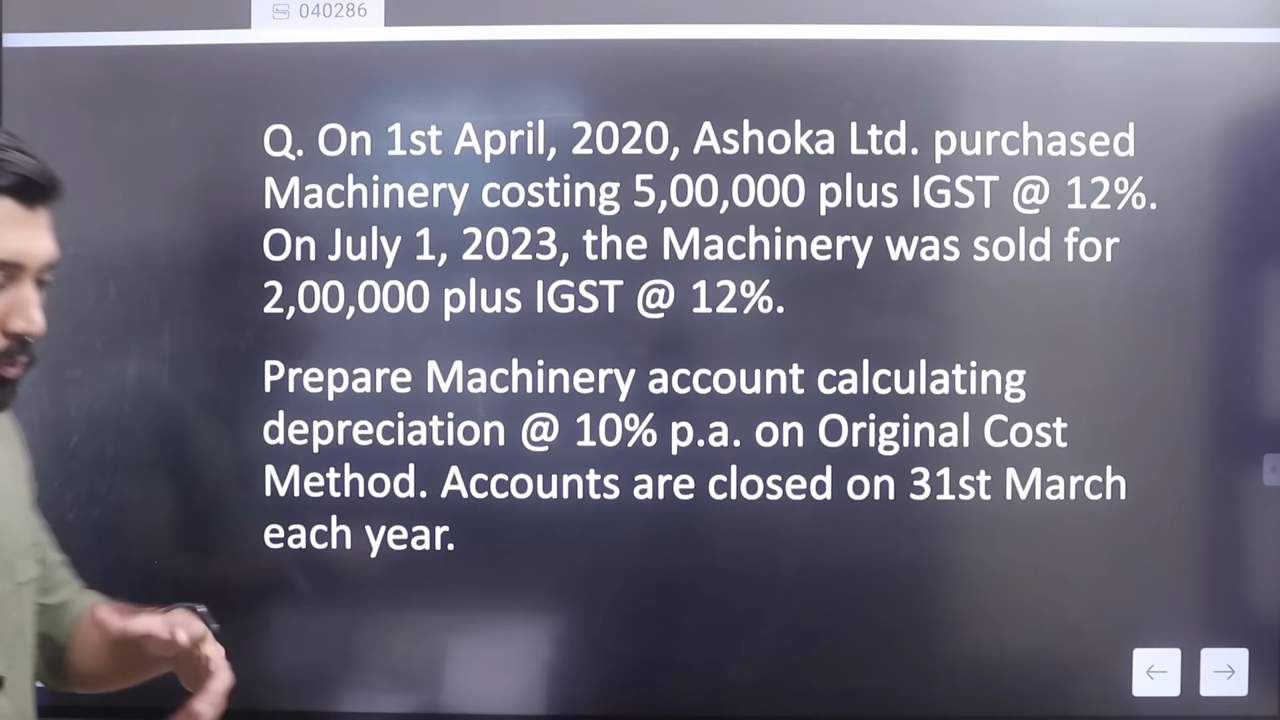 040286
Q. On 1st April, 2020, Ashoka Ltd. purchased
Machinery costing 5,00,000 plus IGST @ 12%.
On July 1, 2023, the Machinery was sold for
2,00,000 plus IGST @ 12%.
Prepare Machinery account calculating
depreciation @ 10% p.a. on Original Cost
Method. Accounts are closed on 31st March
each year.